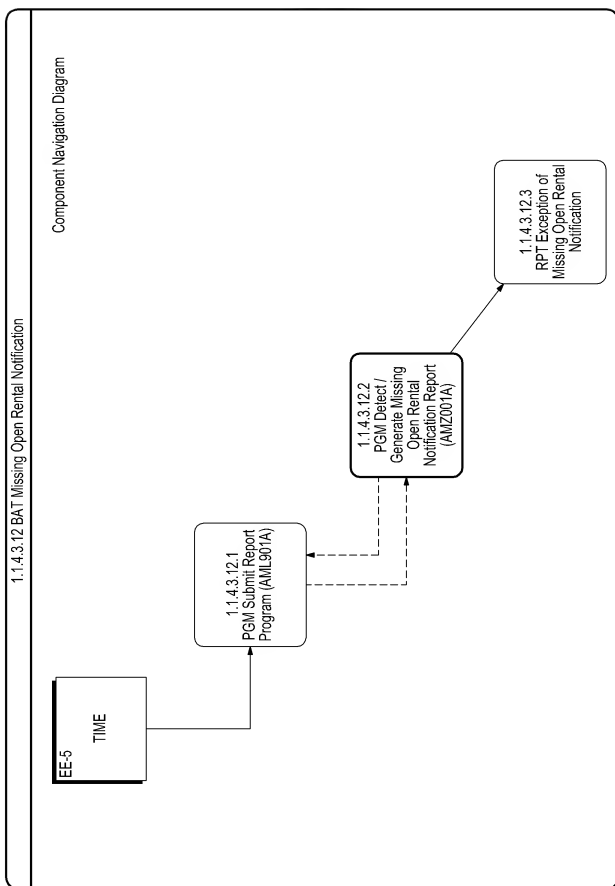 1.1.4.3.12 BAT Missing Open Rental Notification
Component Navigation Diagram
EE-5
TIME
1.1.4.3.12.1
PGM Submit Report
Program (AML901A)
1.1.4.3.12.2
PGM Detect /
Generate Missing
Open Rental
Notification Report
(AMZ001A)
1.1.4.3.12.3
RPT Exception of
Missing Open Rental
Notification